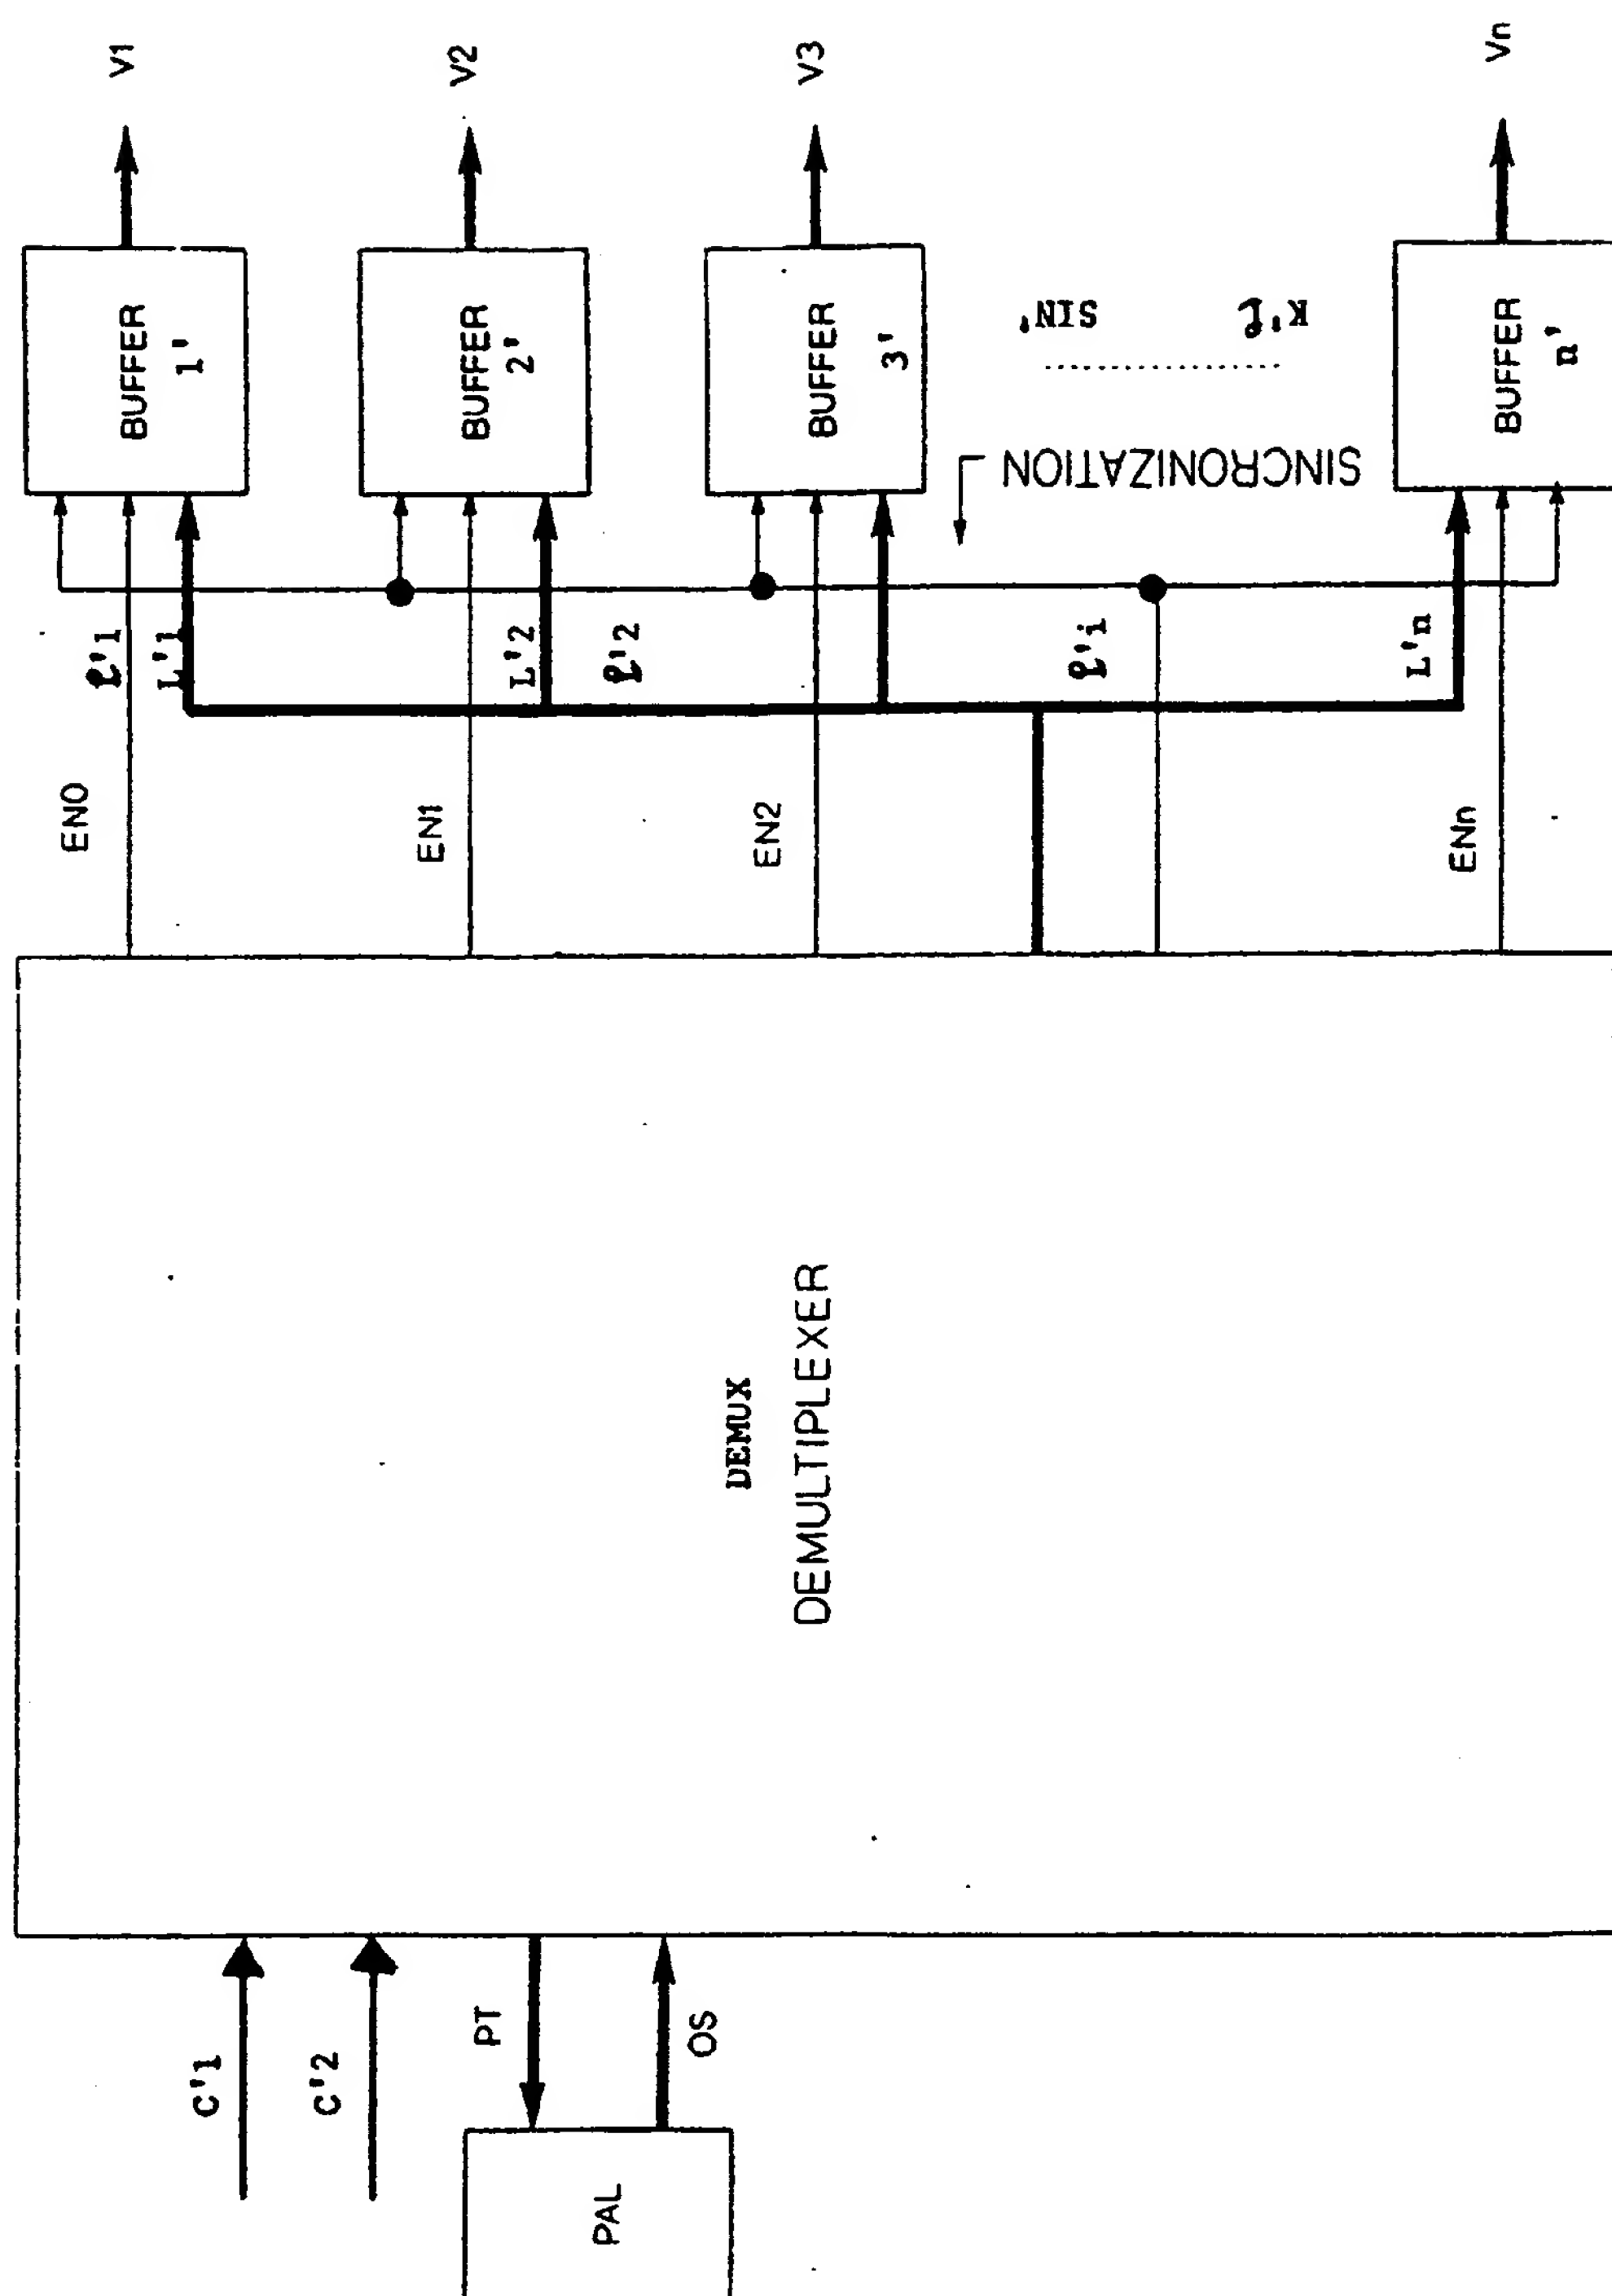 V1
BUFFER
1'
V2
BUFFER
2'
V3
BUFFER
3'
SIN'
K'ℓ
Vn
BUFFER
n'
SINCRONIZATION
ℓ'1
L'1
L'2
ℓ'2
ℓ'i
L'n
EN0
EN1
EN2
ENn
DEMUX
DEMULTIPLEXER
C'1
C'2
PT
OS
PAL